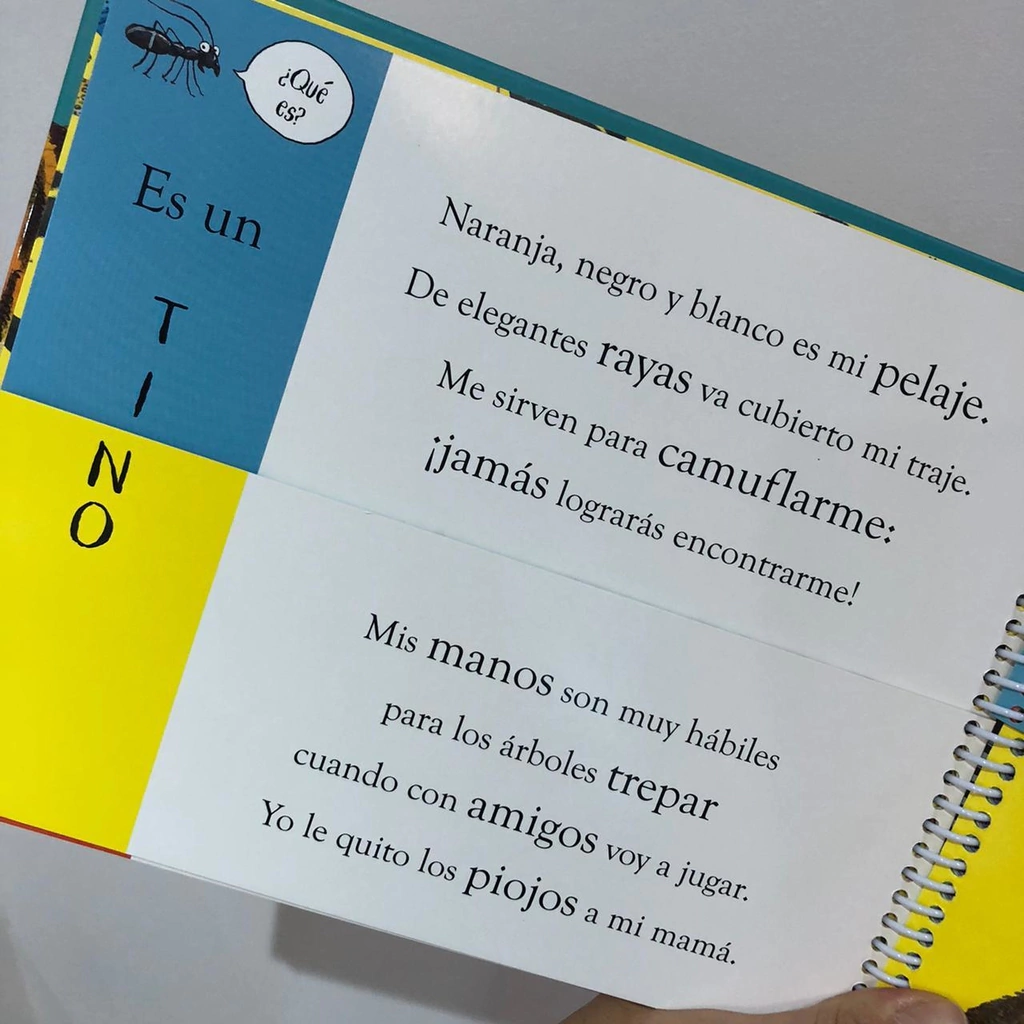 ¿Qué
es?
Es un
T
I
N
O
Naranja, negro y blanco es mi pelaje.
De elegantes rayas va cubierto mi traje.
Me sirven para camuflarme:
¡jamás lograrás encontrarme!
Mis manos son muy hábiles
para los árboles trepar
cuando con amigos voy a jugar.
Yo le quito los piojos a mi mamá.